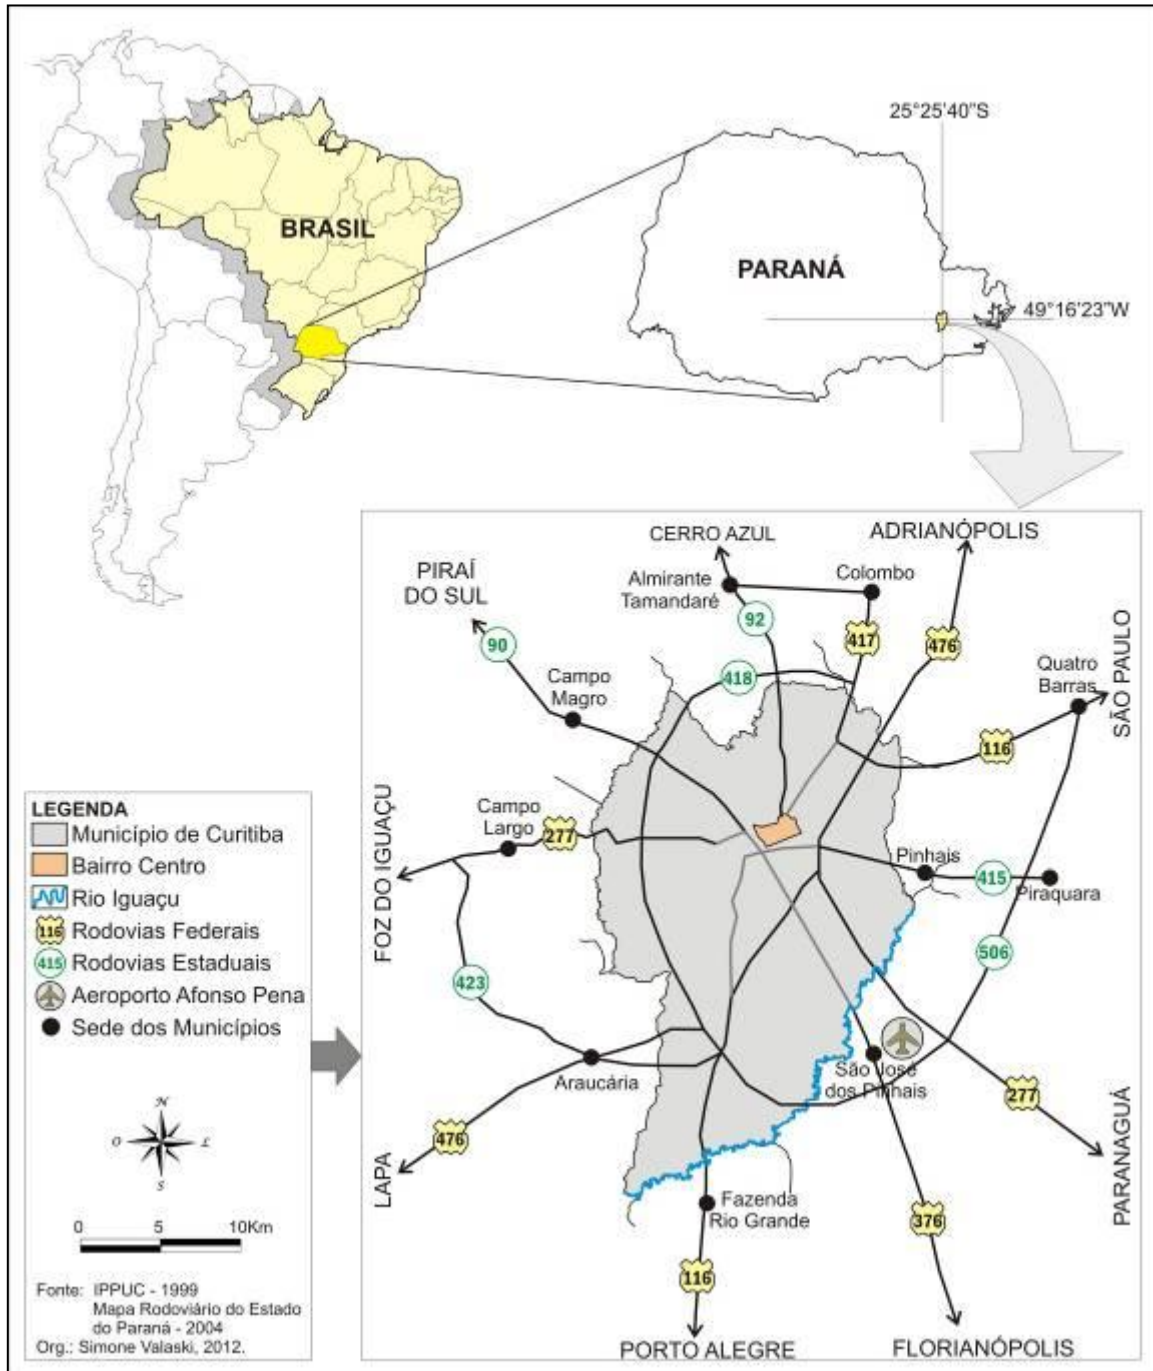 25°25'40"S
BRASIL
PARANÁ
49°16'23"W
CERRO AZUL
ADRIANÓPOLIS
PIRAÍ
DO SUL
Almirante
Tamandaré
Colombo
92
417
476
90
418
Campo
Magro
Quatro
Barras
SÃO PAULO
116
LEGENDA
Município de Curitiba
Bairro Centro
Rio Iguaçu
116 Rodovias Federais
415 Rodovias Estaduais
Aeroporto Afonso Pena
Sede dos Municípios
FOZ DO IGUAÇU
Campo
Largo
277
Pinhais
415
Piraquara
423
506
Araucária
São José
dos Pinhais
277
476
LAPA
PARANAGUÁ
Fazenda
Rio Grande
376
116
PORTO ALEGRE
FLORIANÓPOLIS
N
O
L
S
0 5 10Km
Fonte: IPPUC - 1999
Mapa Rodoviário do Estado
do Paraná - 2004
Org.: Simone Valaski, 2012.